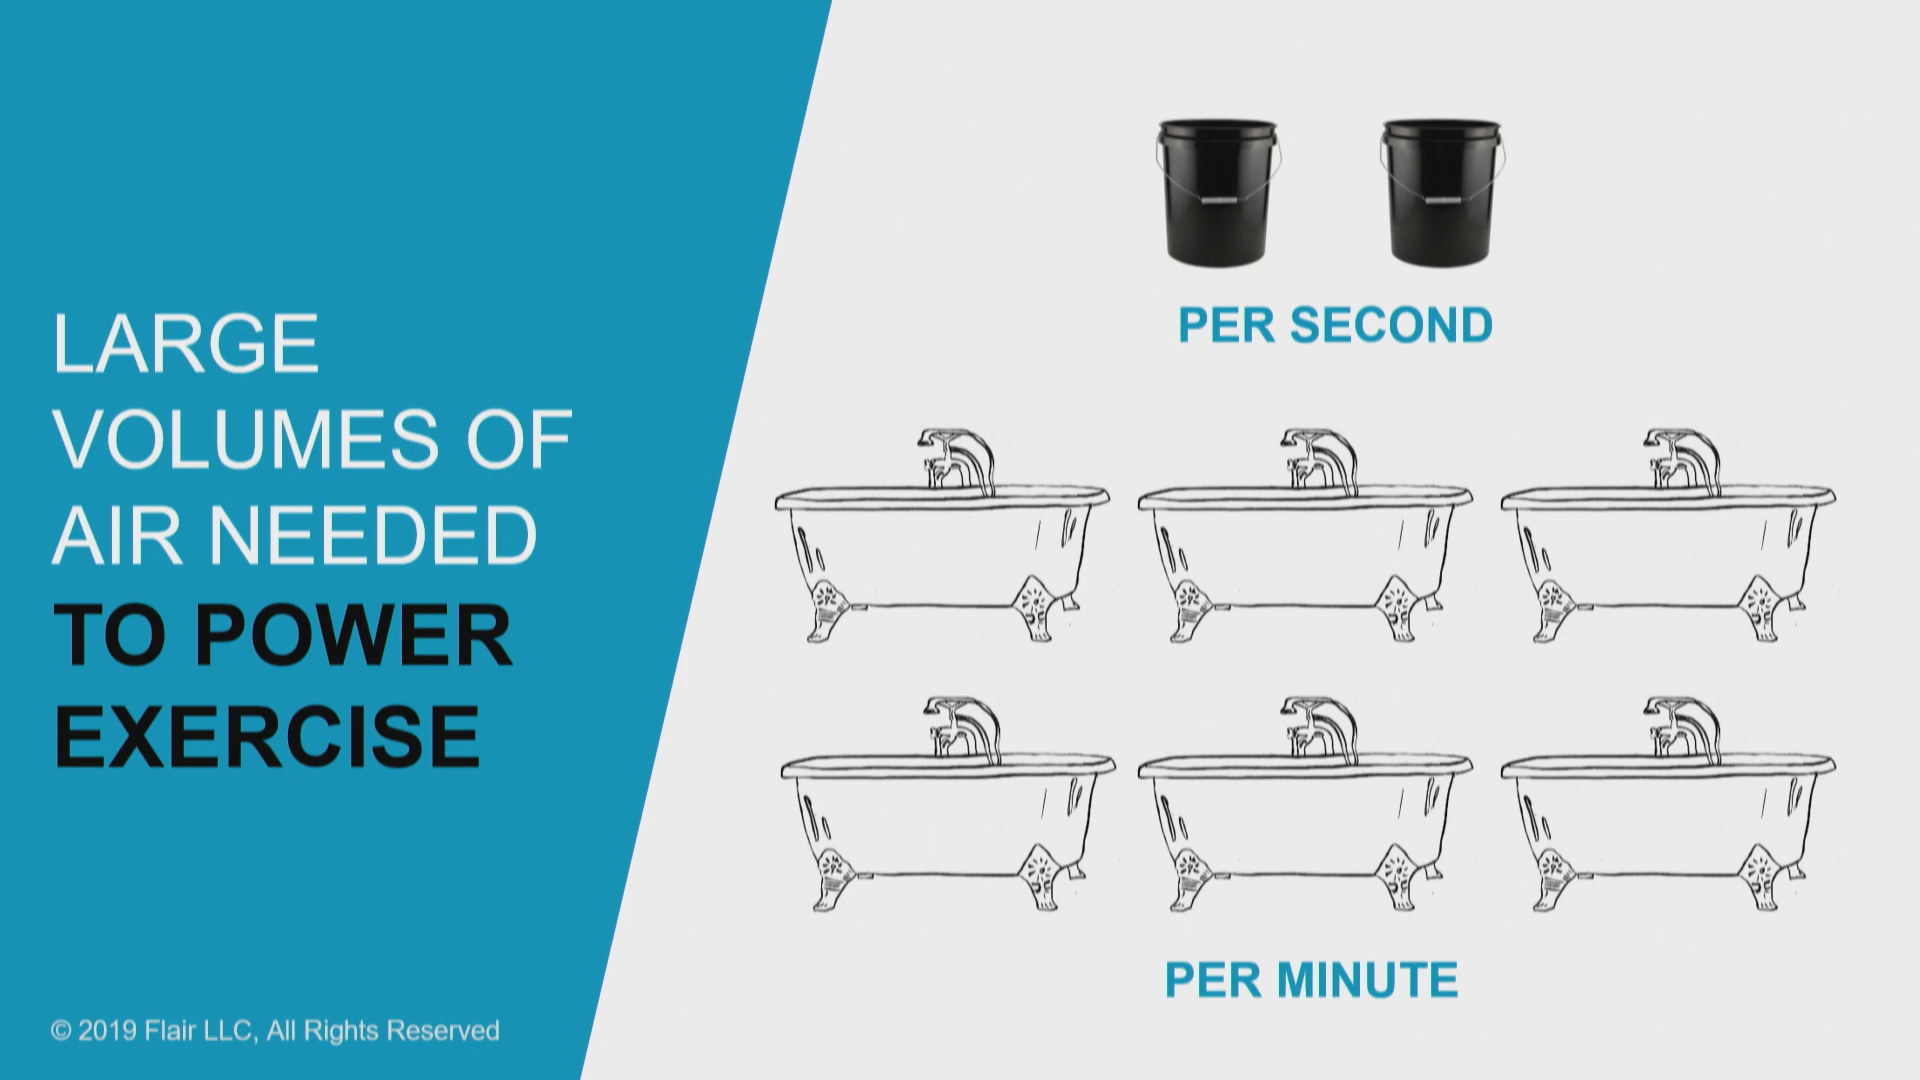 LARGE
VOLUMES OF
AIR NEEDED
TO POWER
EXERCISE
© 2019 Flair LLC, All Rights Reserved
PER SECOND
PER MINUTE